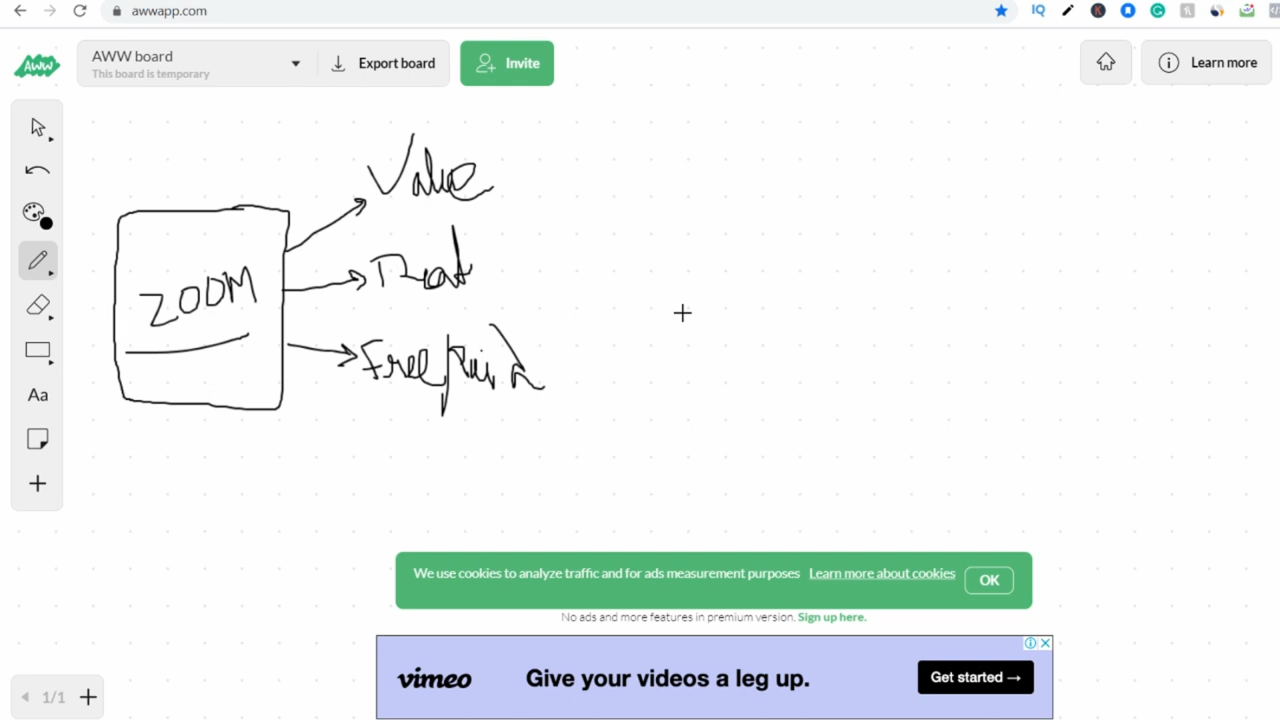 awwapp.com
AWW
AWW board
This board is temporary
Export board
Invite
Learn more
Value
ZOOM
Free
Aa
We use cookies to analyze traffic and for ads measurement purposes Learn more about cookies OK
No ads and more features in premium version. Sign up here.
vimeo Give your videos a leg up. Get started →
1/1